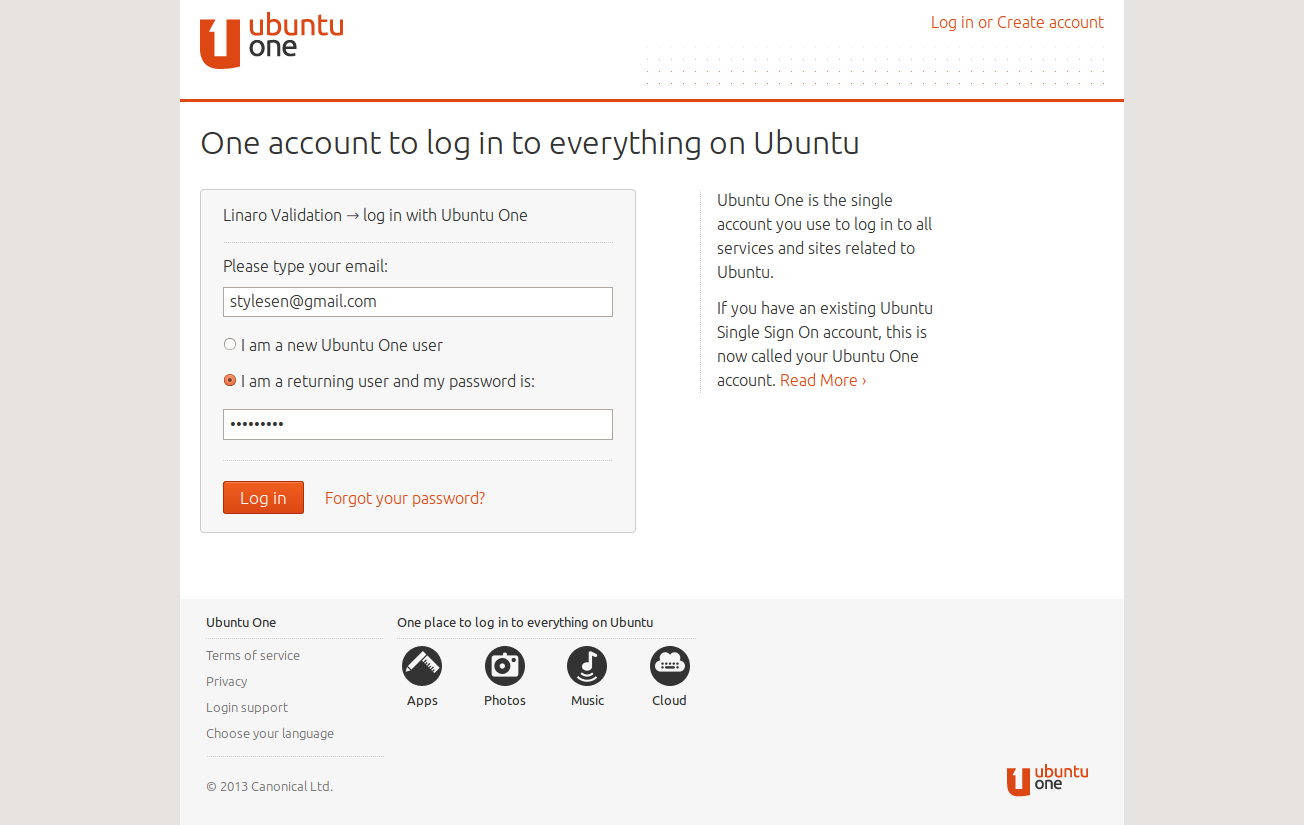 ubuntu
one
Log in or Create account
One account to log in to everything on Ubuntu
Linaro Validation → log in with Ubuntu One
Please type your email:
stylesen@gmail.com
I am a new Ubuntu One user
I am a returning user and my password is:
•••••••••
Log in
Forgot your password?
Ubuntu One is the single
account you use to log in to all
services and sites related to
Ubuntu.
If you have an existing Ubuntu
Single Sign On account, this is
now called your Ubuntu One
account. Read More ›
Ubuntu One
Terms of service
Privacy
Login support
Choose your language
© 2013 Canonical Ltd.
One place to log in to everything on Ubuntu
Apps
Photos
Music
Cloud
ubuntu
one